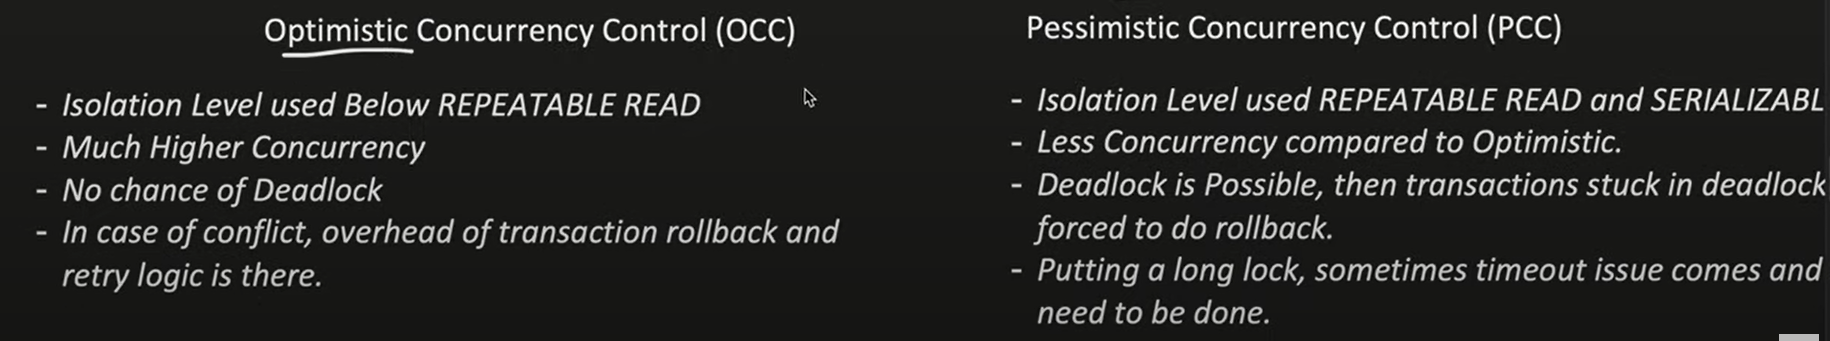 Optimistic Concurrency Control (OCC)
- Isolation Level used Below REPEATABLE READ
- Much Higher Concurrency
- No chance of Deadlock
- In case of conflict, overhead of transaction rollback and
retry logic is there.
Pessimistic Concurrency Control (PCC)
- Isolation Level used REPEATABLE READ and SERIALIZABL
- Less Concurrency compared to Optimistic.
- Deadlock is Possible, then transactions stuck in deadlock
forced to do rollback.
- Putting a long lock, sometimes timeout issue comes and
need to be done.